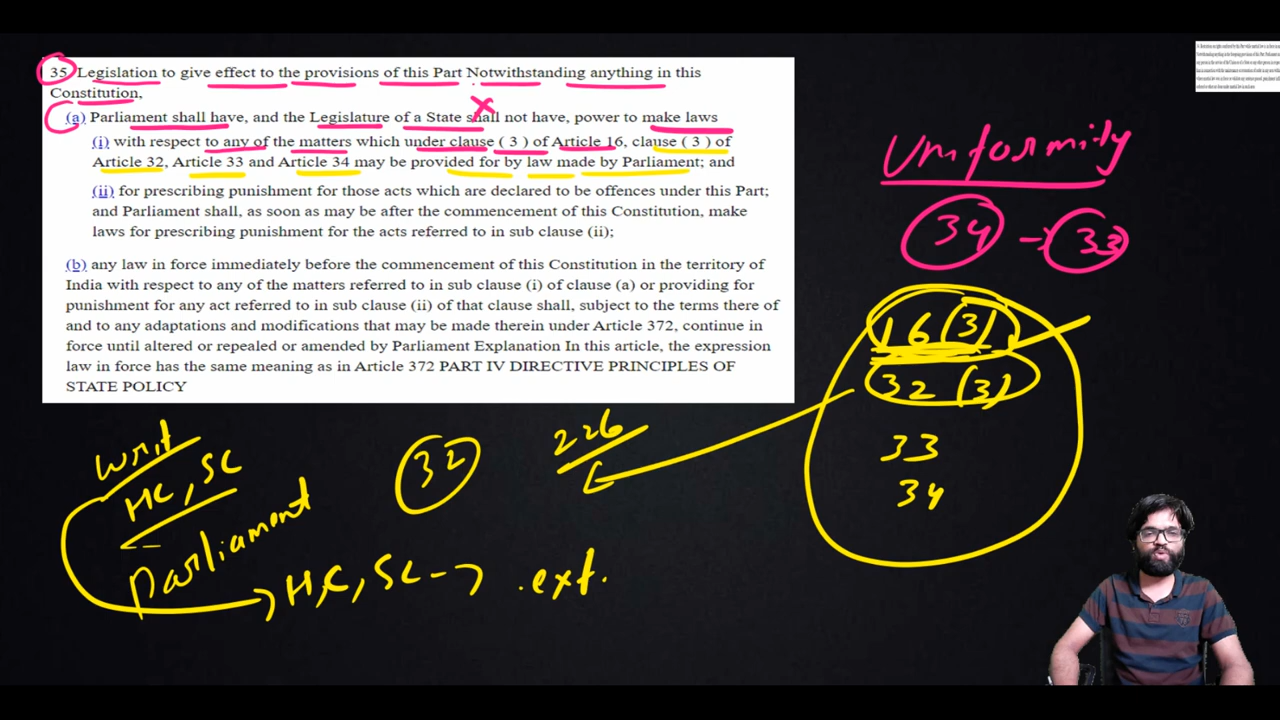 35. Legislation to give effect to the provisions of this Part Notwithstanding anything in this
Constitution,
(a) Parliament shall have, and the Legislature of a State shall not have, power to make laws
(i) with respect to any of the matters which under clause ( 3 ) of Article 16, clause ( 3 ) of
Article 32, Article 33 and Article 34 may be provided for by law made by Parliament; and
(ii) for prescribing punishment for those acts which are declared to be offences under this Part;
and Parliament shall, as soon as may be after the commencement of this Constitution, make
laws for prescribing punishment for the acts referred to in sub clause (ii);
(b) any law in force immediately before the commencement of this Constitution in the territory of
India with respect to any of the matters referred to in sub clause (i) of clause (a) or providing for
punishment for any act referred to in sub clause (ii) of that clause shall, subject to the terms there of
and to any adaptations and modifications that may be made therein under Article 372, continue in
force until altered or repealed or amended by Parliament Explanation In this article, the expression
law in force has the same meaning as in Article 372 PART IV DIRECTIVE PRINCIPLES OF
STATE POLICY
Uniformity
34 → 33
16 (3)
32 (3)
33
34
writ
HC, SC
Parliament
HC, SC → .ext.
32
226